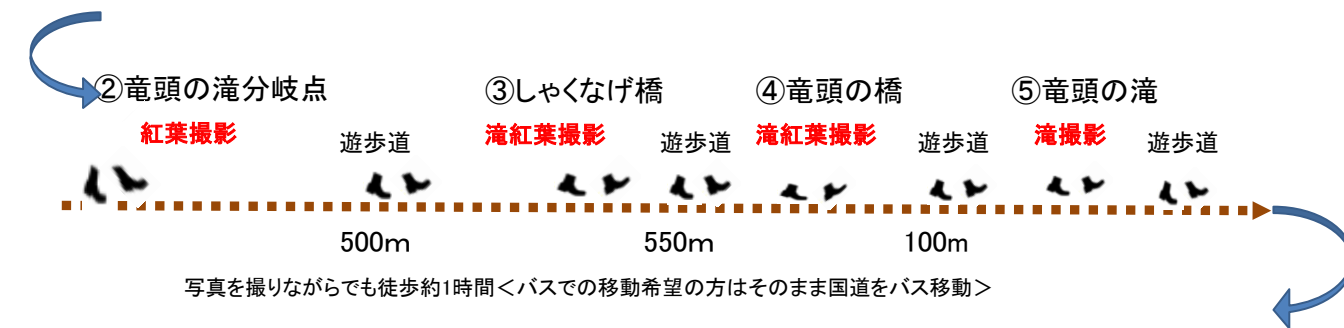 ②竜頭の滝分岐点 ③しゃくなげ橋 ④竜頭の橋 ⑤竜頭の滝
紅葉撮影 遊歩道 滝紅葉撮影 遊歩道 滝紅葉撮影 遊歩道 滝撮影 遊歩道
500m 550m 100m
写真を撮りながらでも徒歩約1時間＜バスでの移動希望の方はそのまま国道をバス移動＞